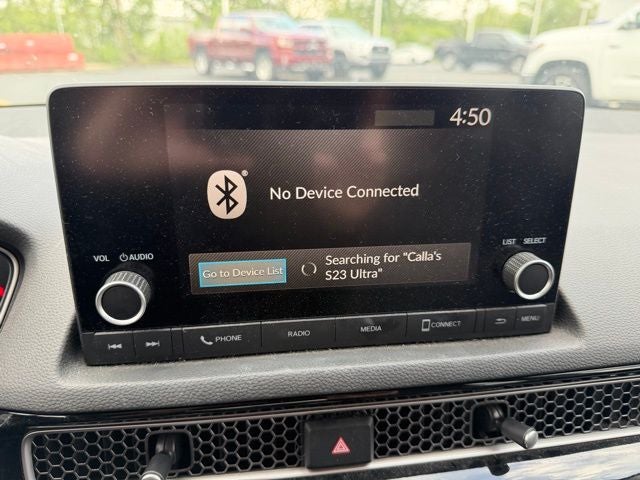 4:50
®
No Device Connected
Go to Device List
Searching for "Calla's
S23 Ultra"
VOL
AUDIO
LIST
SELECT
PHONE
RADIO
MEDIA
CONNECT
MENU